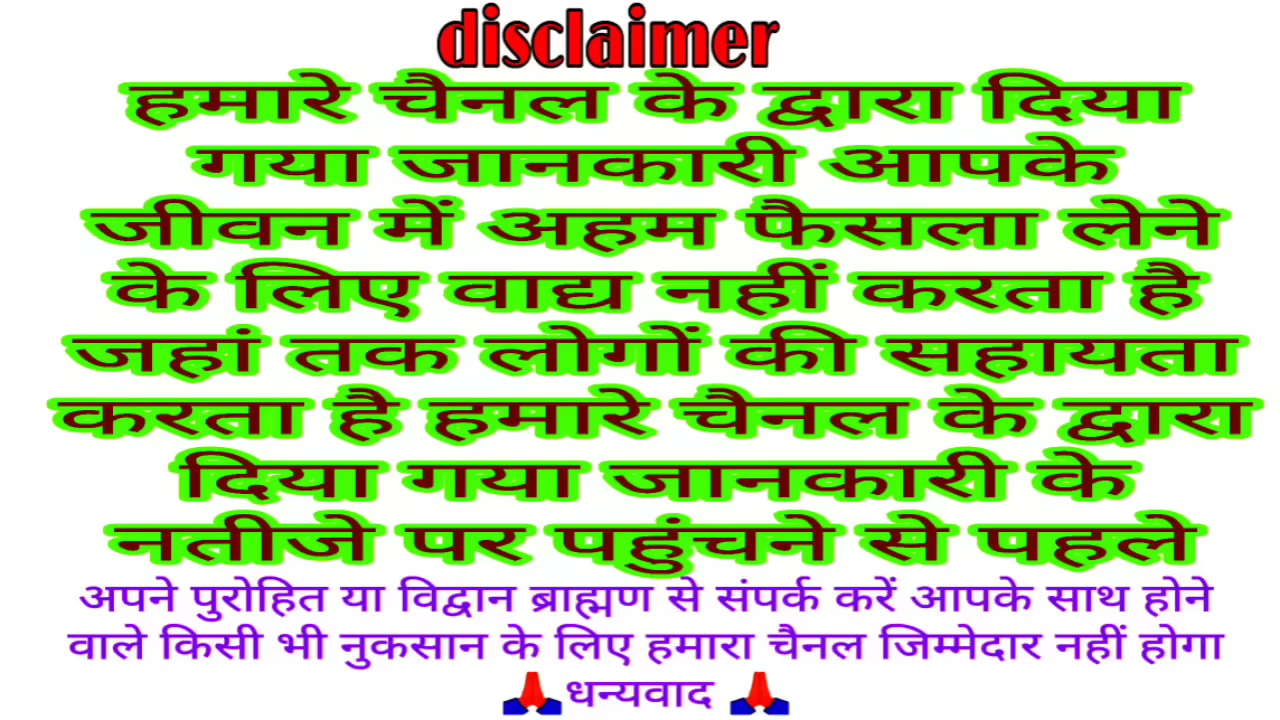 disclaimer
हमारे चैनल के द्वारा दिया
गया जानकारी आपके
जीवन में अहम फैसला लेने
के लिए वाद्य नहीं करता है
जहां तक लोगों की सहायता
करता है हमारे चैनल के द्वारा
दिया गया जानकारी के
नतीजे पर पहुंचने से पहले
अपने पुरोहित या विद्वान ब्राह्मण से संपर्क करें आपके साथ होने
वाले किसी भी नुकसान के लिए हमारा चैनल जिम्मेदार नहीं होगा
🙏धन्यवाद 🙏